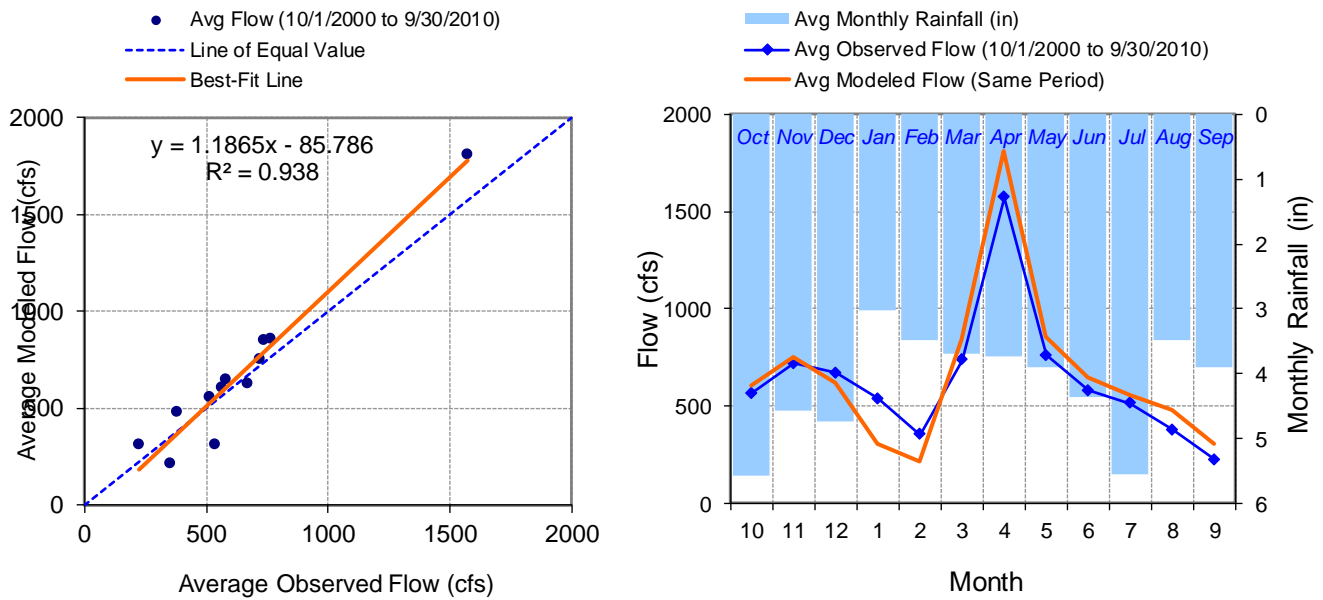 Avg Flow (10/1/2000 to 9/30/2010)
Line of Equal Value
Best-Fit Line
y = 1.1865x - 85.786
R² = 0.938
Average Modeled Flow (cfs)
2000
1500
1000
500
0
0 500 1000 1500 2000
Average Observed Flow (cfs)
Avg Monthly Rainfall (in)
Avg Observed Flow (10/1/2000 to 9/30/2010)
Avg Modeled Flow (Same Period)
Flow (cfs)
2000
1500
1000
500
0
Oct Nov Dec Jan Feb Mar Apr May Jun Jul Aug Sep
0
1
2
3
4
5
6
Monthly Rainfall (in)
10 11 12 1 2 3 4 5 6 7 8 9
Month